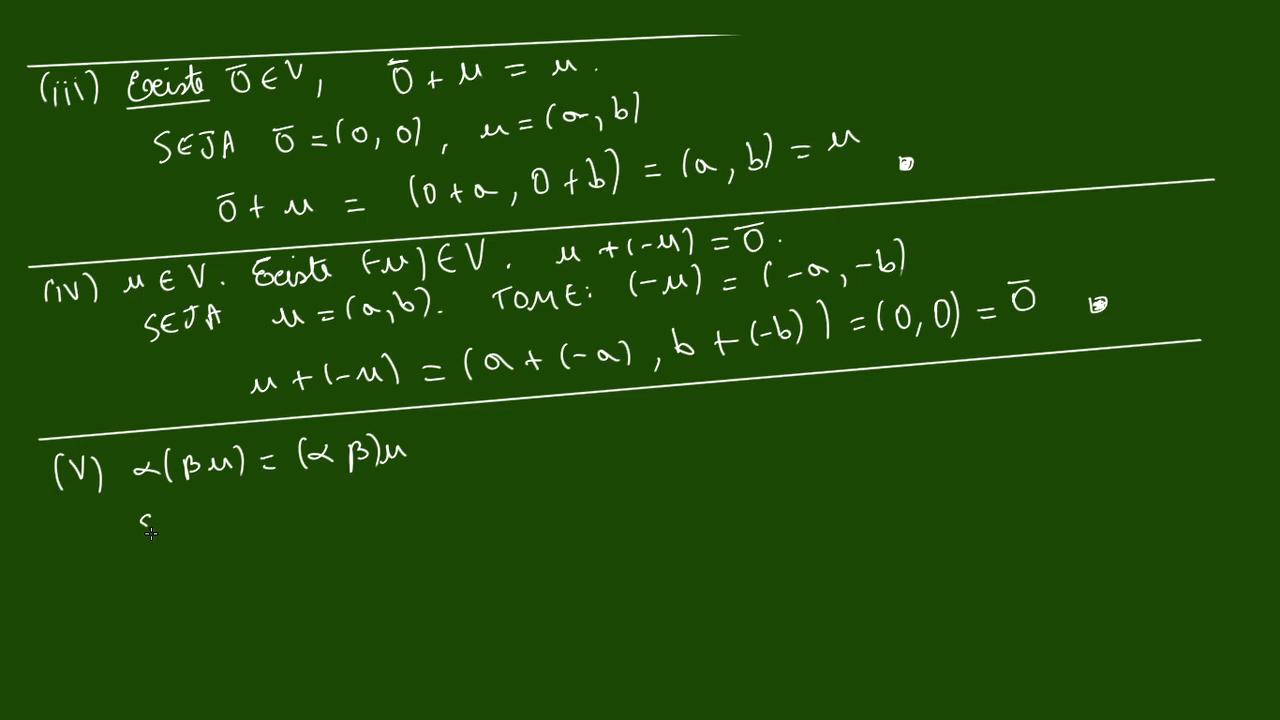 (iii) Existe 0̄ ∈ V, 0̄ + u = u.
SEJA 0̄ = (0, 0), u = (a, b)
0̄ + u = (0 + a, 0 + b) = (a, b) = u
(iv) u ∈ V. Existe (-u) ∈ V. u + (-u) = 0̄.
SEJA u = (a, b). TOME: (-u) = (-a, -b)
u + (-u) = (a + (-a), b + (-b)) = (0, 0) = 0̄
(V) α(βu) = (αβ)u
S